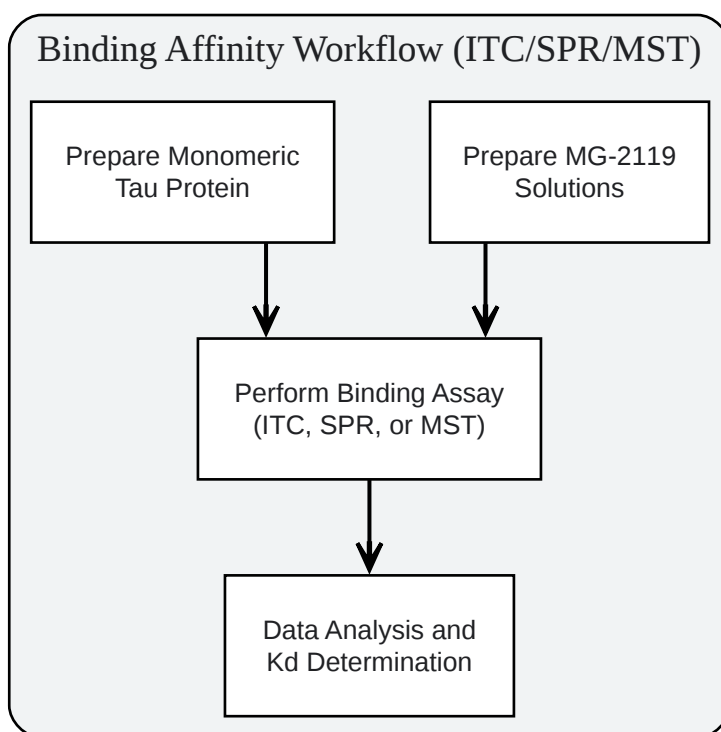 Binding Affinity Workflow (ITC/SPR/MST)
Prepare Monomeric
Tau Protein
Prepare MG-2119
Solutions
Perform Binding Assay
(ITC, SPR, or MST)
Data Analysis and
Kd Determination